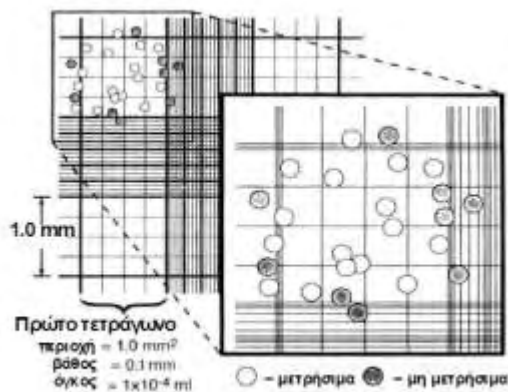 1.0 mm
Πρώτο τετράγωνο
περιοχή = 1.0 mm²
βάθος = 0.1 mm
όγκος = 1x10⁻⁴ ml
– μετρήσιμα
– μη μετρήσιμα